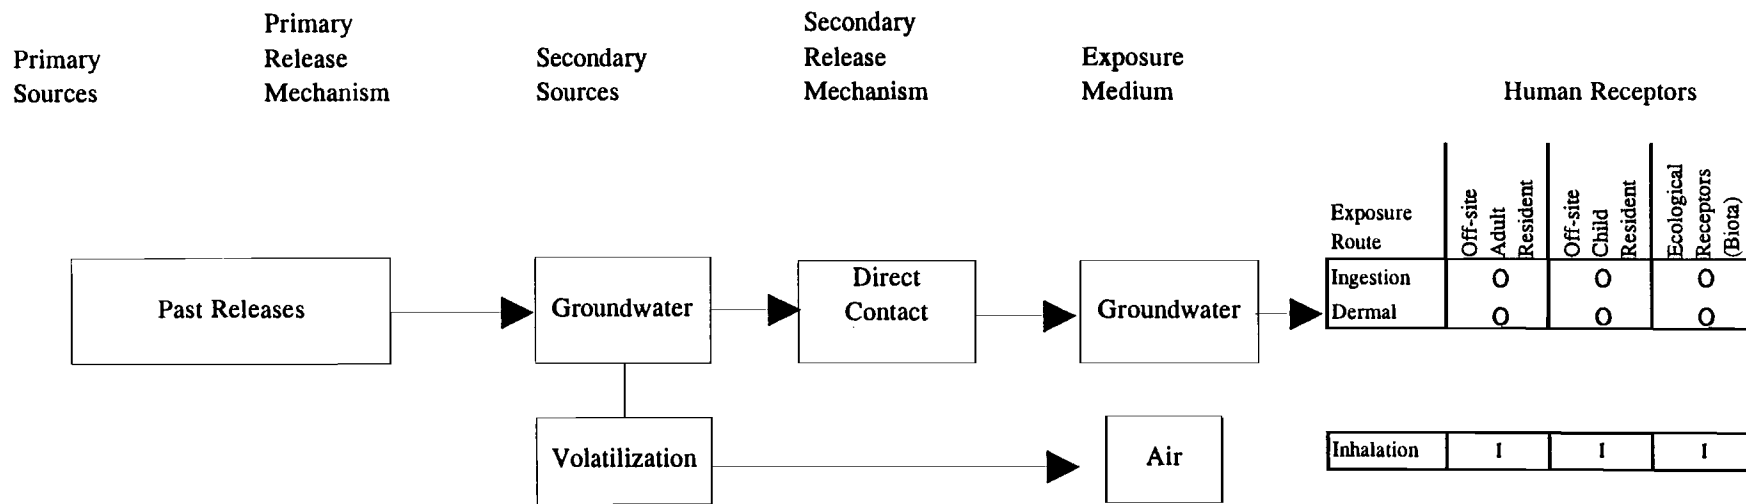 Primary
Sources
Primary
Release
Mechanism
Secondary
Sources
Secondary
Release
Mechanism
Exposure
Medium
Human Receptors
Exposure
Route
Off-site
Adult
Resident
Off-site
Child
Resident
Ecological
Receptors
(Biota)
Past Releases
Groundwater
Direct
Contact
Groundwater
Ingestion O O O
Dermal O O O
Volatilization
Air
Inhalation I I I